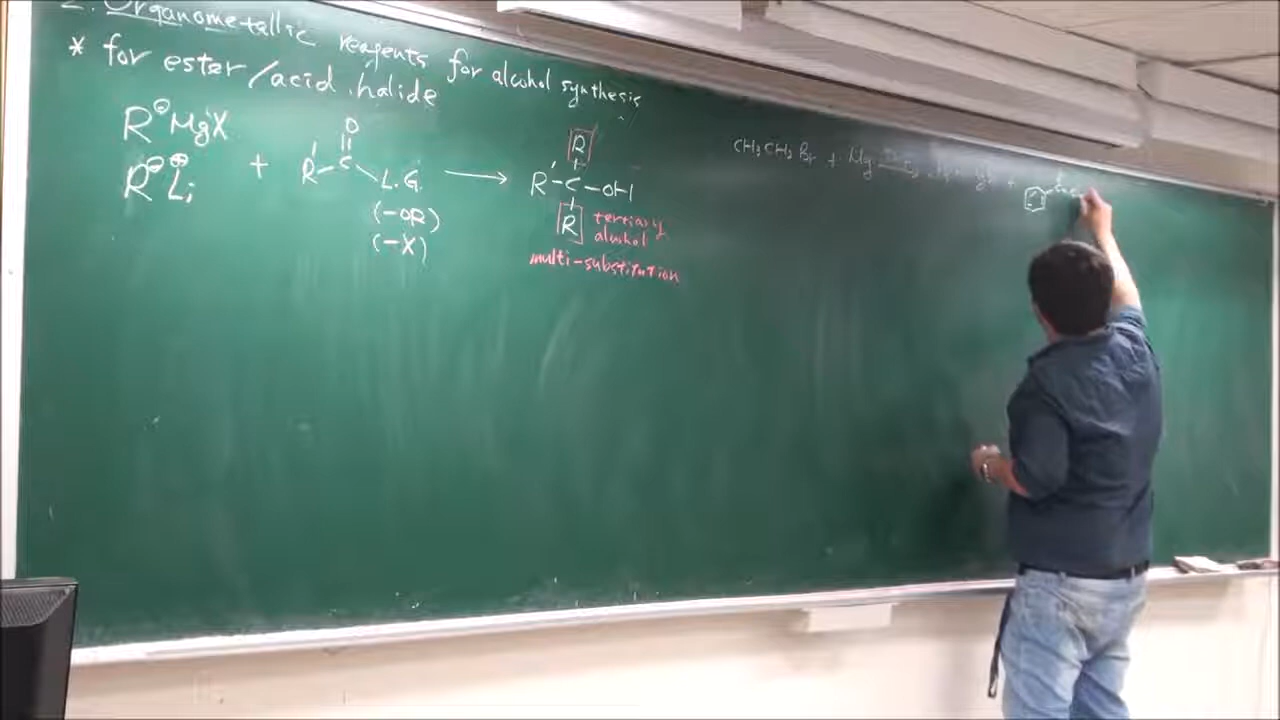 2. Organometallic reagents for alcohol synthesis
* for ester/acid halide
R⊖MgX
R⊖ Li⊕
+
O
R'-C
L.G.
(-OR)
(-X)
→
R
R'-C-OH
R
tertiary
alcohol
multi-substitution
CH3CH2Br + Mg